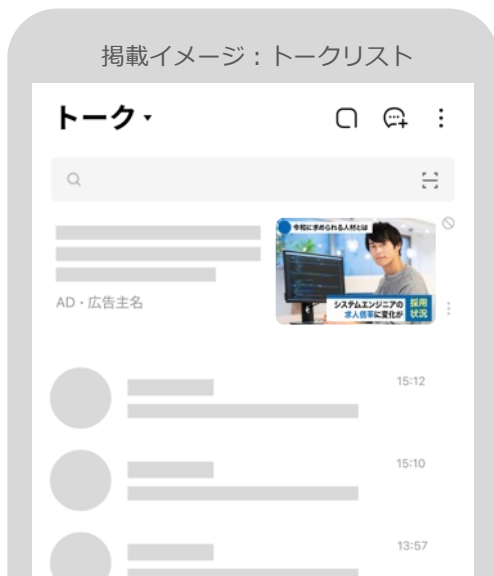 掲載イメージ：トークリスト
トーク
AD・広告主名
令和に求められる人材とは
システムエンジニアの
求人倍率に変化が
採用
状況
15:12
15:10
13:57